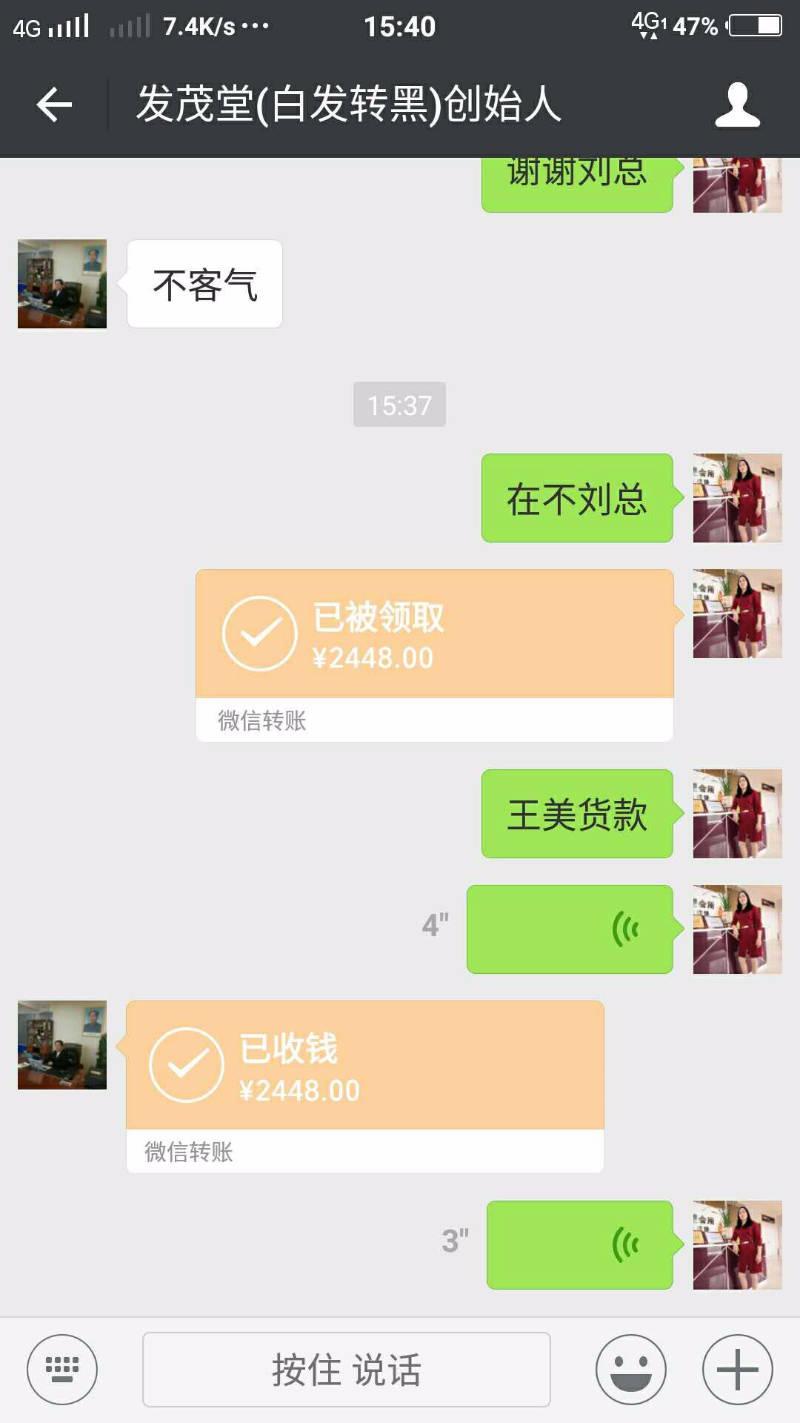 4G 7.4K/s··· 15:40 4G1 47%
发茂堂(白发转黑)创始人
谢谢刘总
不客气
15:37
在不刘总
已被领取
¥2448.00
微信转账
王美货款
4"
已收钱
¥2448.00
微信转账
3"
按住 说话